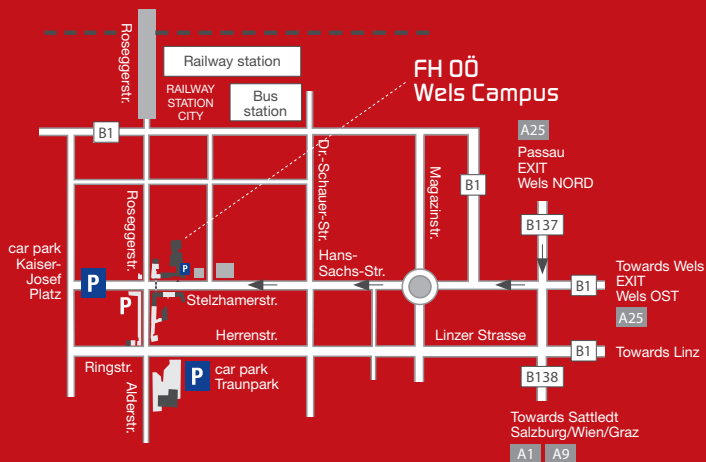 Roseggerstr.
Railway station
RAILWAY
STATION
CITY
Bus
station
FH OÖ
Wels Campus
B1
A25
Passau
EXIT
Wels NORD
Dr.-Schauer-Str.
Magazinstr.
B1
B137
Roseggerstr.
car park
Kaiser-
Josef
Platz
P
P
P
Hans-
Sachs-Str.
Stelzhamerstr.
B1
Towards Wels
EXIT
Wels OST
A25
Herrenstr.
Linzer Strasse
B1
Towards Linz
Ringstr.
Alderstr.
P
car park
Traunpark
B138
Towards Sattledt
Salzburg/Wien/Graz
A1
A9